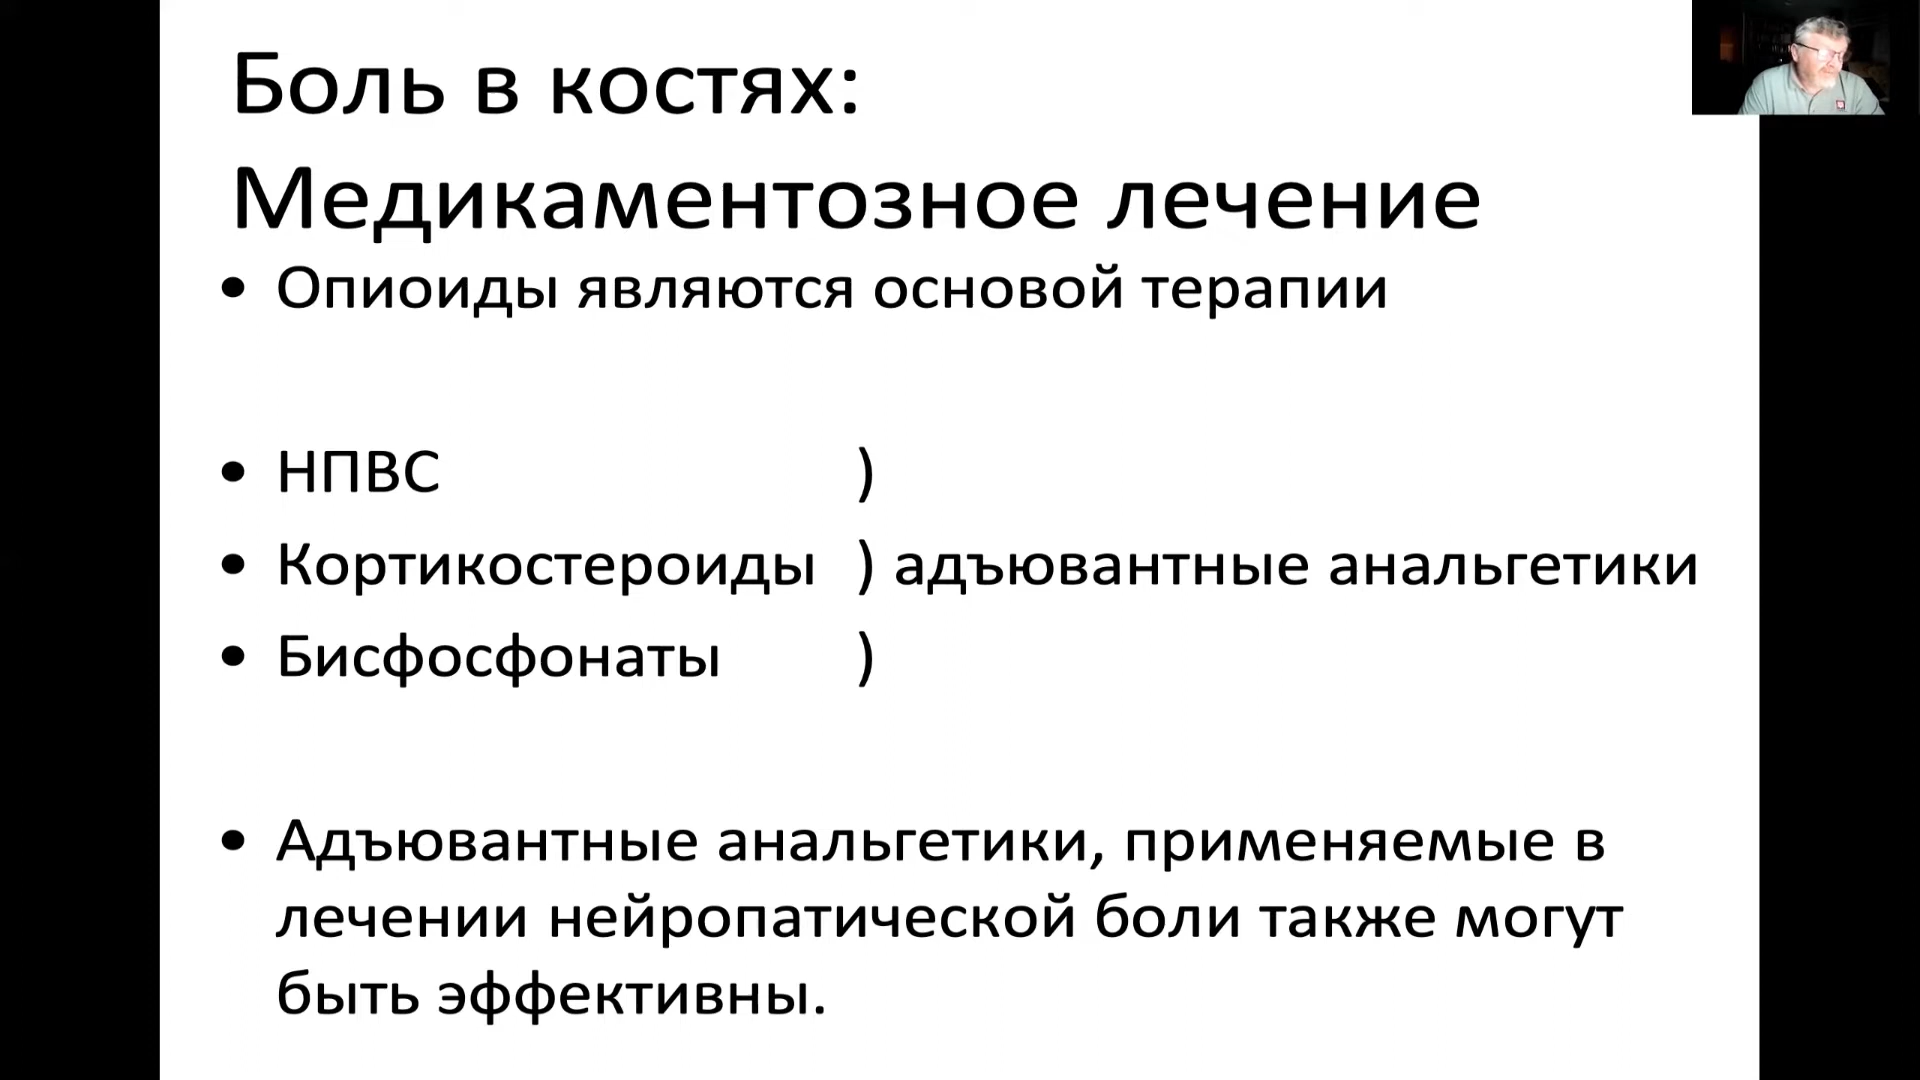 Боль в костях:
Медикаментозное лечение
• Опиоиды являются основой терапии
• НПВС )
• Кортикостероиды ) адъювантные анальгетики
• Бисфосфонаты )
• Адъювантные анальгетики, применяемые в
лечении нейропатической боли также могут
быть эффективны.